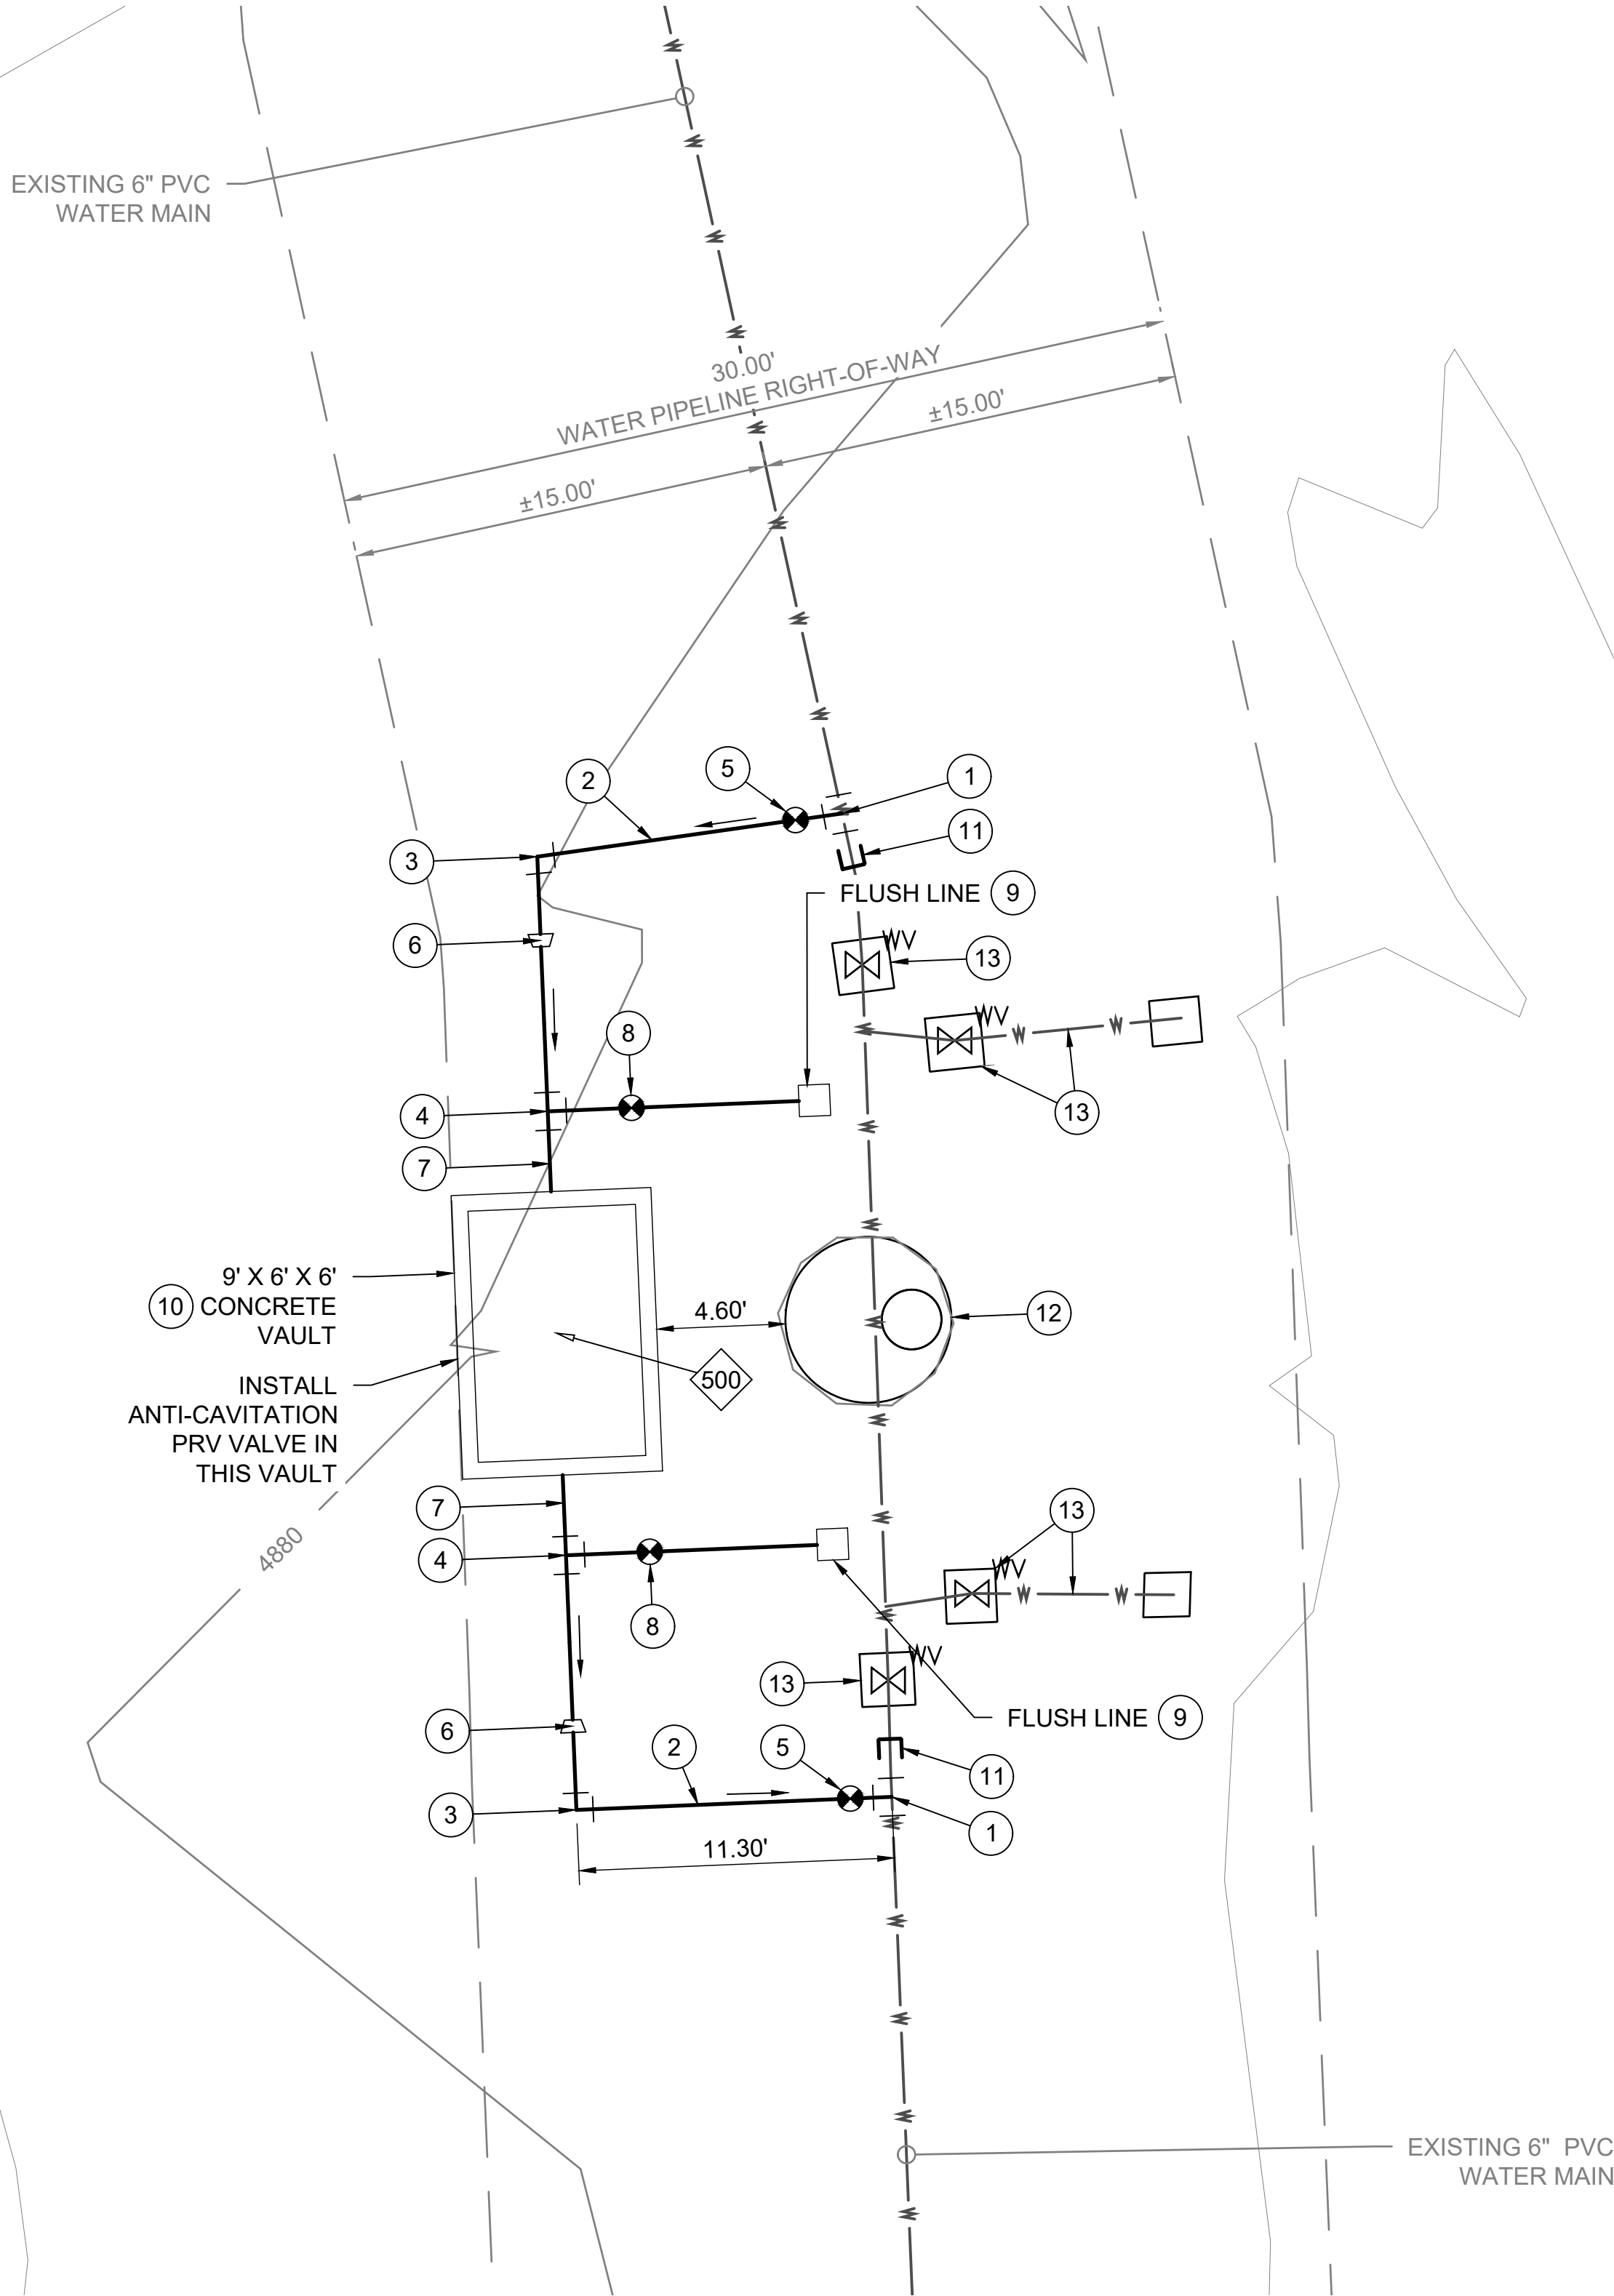 EXISTING 6" PVC
WATER MAIN
30.00'
WATER PIPELINE RIGHT-OF-WAY
±15.00'
±15.00'
2
5
1
11
3
FLUSH LINE 9
6
WV
13
WV
8
4
13
7
9' X 6' X 6'
10 CONCRETE
VAULT
4.60'
12
500
INSTALL
ANTI-CAVITATION
PRV VALVE IN
THIS VAULT
7
13
4880
4
WV
8
WV
13
FLUSH LINE 9
6
2
5
11
3
1
11.30'
EXISTING 6" PVC
WATER MAIN